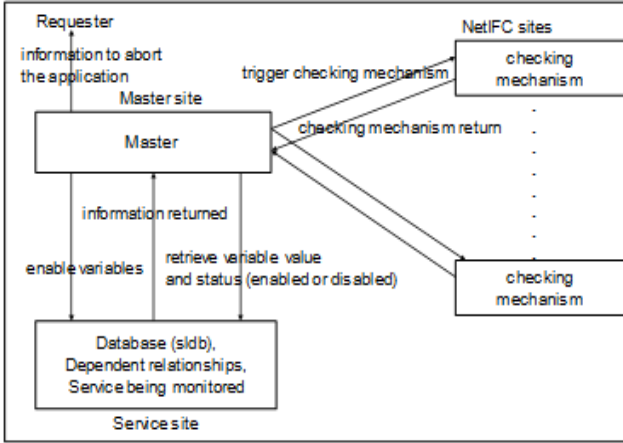 Requester
NetIFC sites
information to abort
the application
trigger checking mechanism
checking
mechanism
Master site
checking mechanism return
Master
information returned
enable variables
retrieve variable value
and status (enabled or disabled)
checking
mechanism
Database (sldb),
Dependent relationships,
Service being monitored
Service site